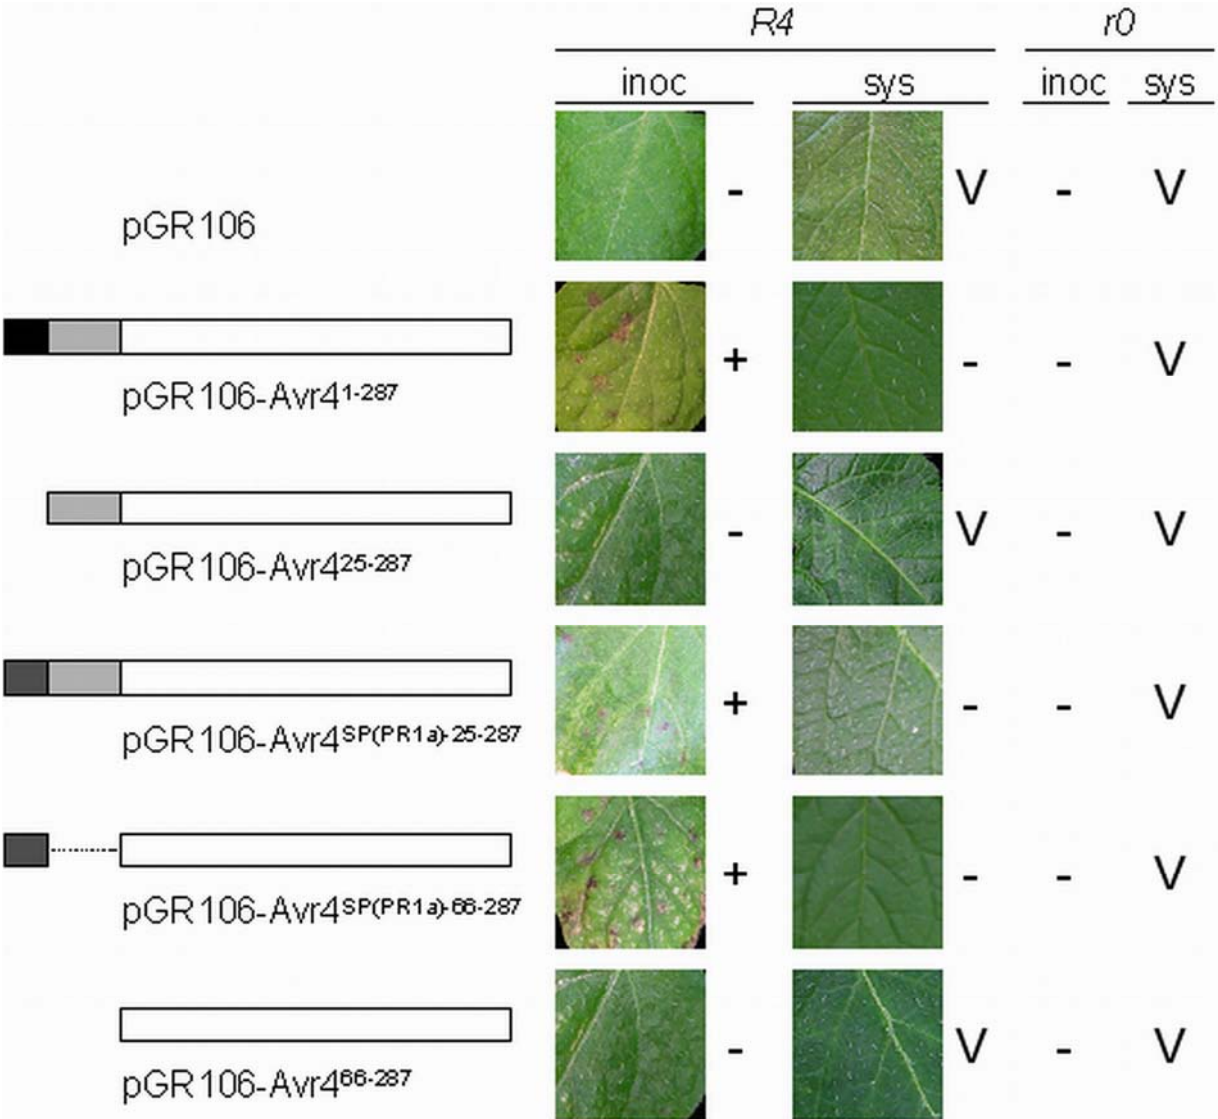 R4 r0
inoc sys inoc sys
pGR106 - V - V
+ - - V
pGR106-Avr4¹⁻²⁸⁷
- V - V
pGR106-Avr4²⁵⁻²⁸⁷
+ - - V
pGR106-Avr4SP(PR1a)-25-287
+ - - V
pGR106-Avr4SP(PR1a)-66-287
- V - V
pGR106-Avr4⁶⁶⁻²⁸⁷